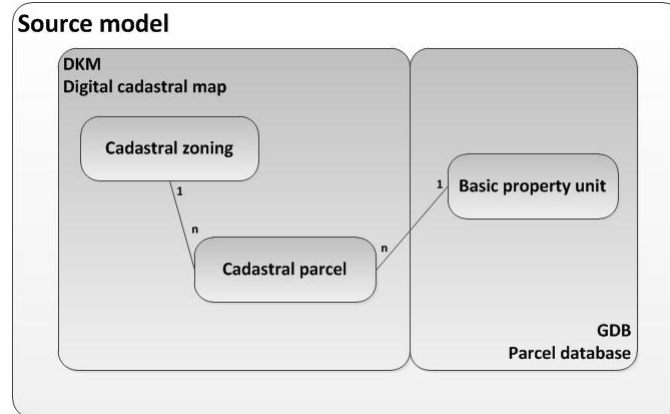 Source model
DKM
Digital cadastral map
Cadastral zoning
1
n
Cadastral parcel
n
1
Basic property unit
GDB
Parcel database